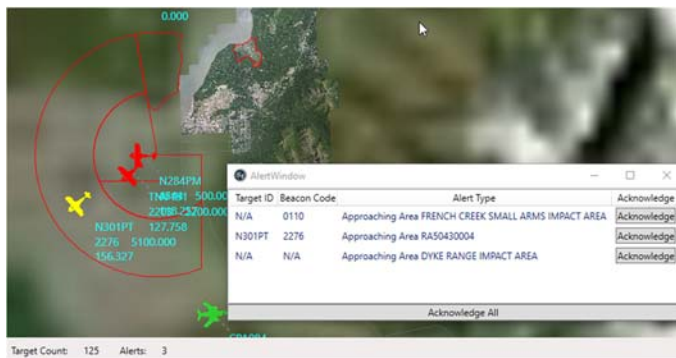 0.000
N284PM
500.00
N301PT 127.758
2276 5100.000
156.327
AlertWindow
Target ID Beacon Code Alert Type Acknowledge
N/A 0110 Approaching Area FRENCH CREEK SMALL ARMS IMPACT AREA Acknowledge
N301PT 2276 Approaching Area RA50430004 Acknowledge
N/A N/A Approaching Area DYKE RANGE IMPACT AREA Acknowledge
Acknowledge All
Target Count: 125 Alerts: 3